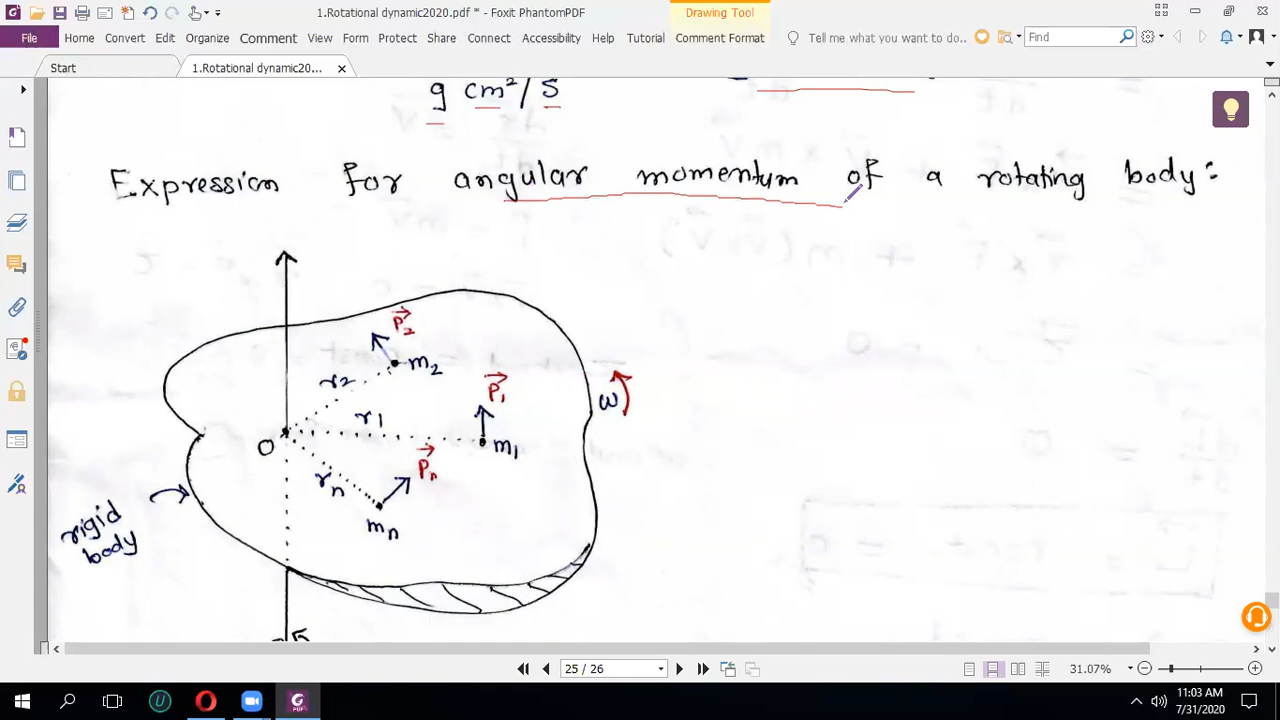 1.Rotational dynamic2020.pdf * - Foxit PhantomPDF
Drawing Tool
File Home Convert Edit Organize Comment View Form Protect Share Connect Accessibility Help Tutorial Comment Format Tell me what you want to do.. Find
Start 1.Rotational dynamic20...
g cm²/s
Expression for angular momentum of a rotating body:
P⃗₂
m₂
r₂
P⃗₁
ω
r₁
m₁
O
P⃗ₙ
rₙ
mₙ
rigid
body
25 / 26
31.07%
11:03 AM
7/31/2020